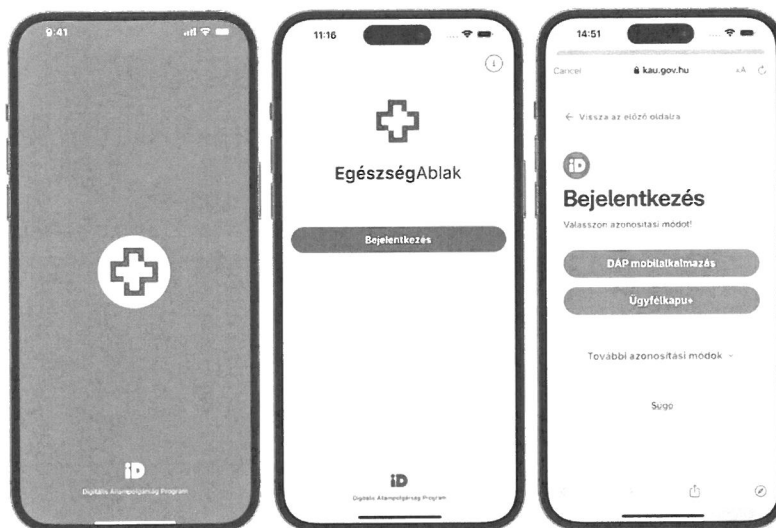 9:41
iD
Digitális Állampolgárság Program
11:16
i
EgészségAblak
Bejelentkezés
iD
Digitális Állampolgárság Program
14:51
Cancel
kau.gov.hu
AA
← Vissza az előző oldalra
iD
Bejelentkezés
Válasszon azonosítási módot!
DÁP mobilalkalmazás
Ügyfélkapu+
További azonosítási módok
Súgó